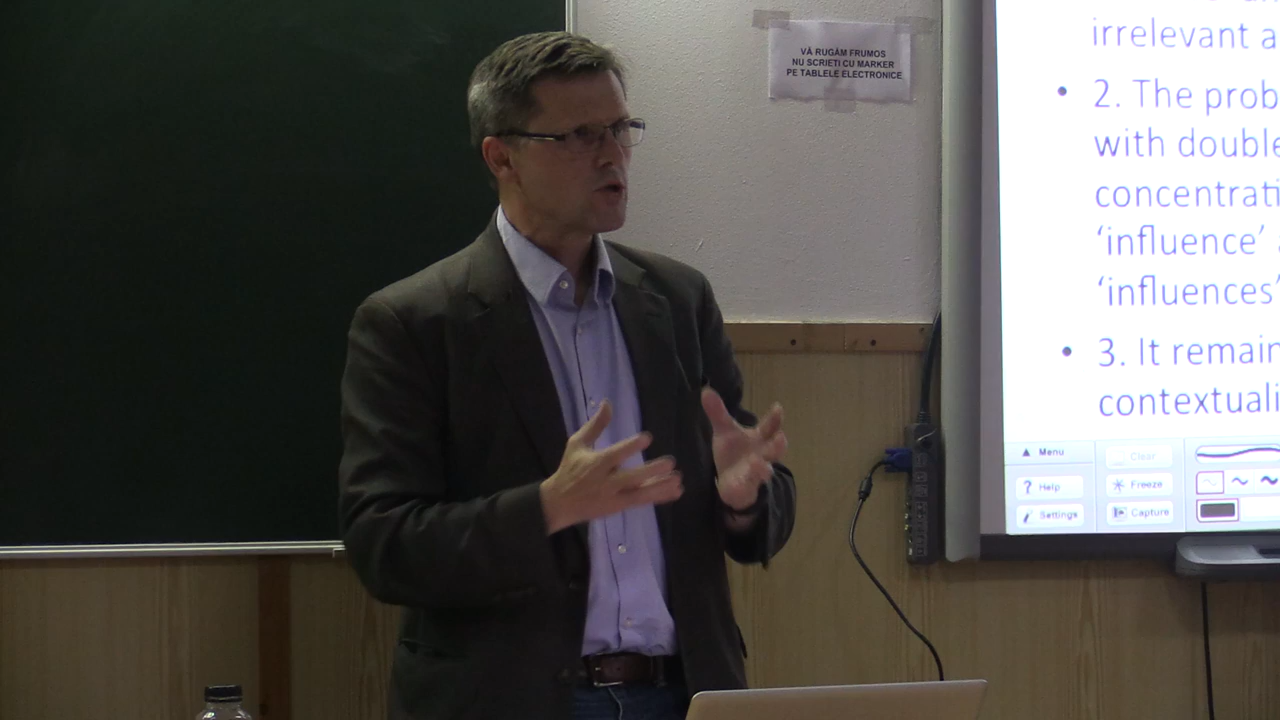 VĂ RUGĂM FRUMOS
NU SCRIEȚI CU MARKER
PE TABLELE ELECTRONICE
irrelevant a
• 2. The prob
with double
concentrati
‘influence’
‘influences’
• 3. It remain
contextuali
Menu
Clear
? Help
Freeze
Settings
Capture